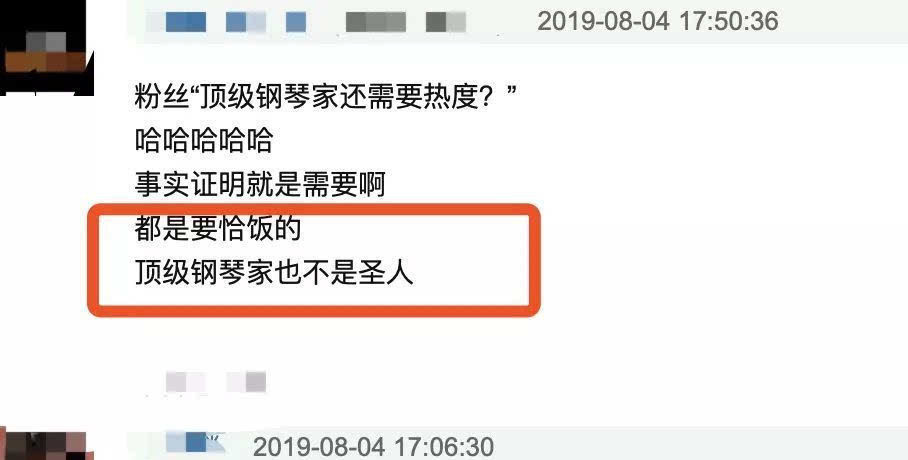 2019-08-04 17:50:36
粉丝“顶级钢琴家还需要热度？”
哈哈哈哈哈
事实证明就是需要啊
都是要恰饭的
顶级钢琴家也不是圣人
2019-08-04 17:06:30